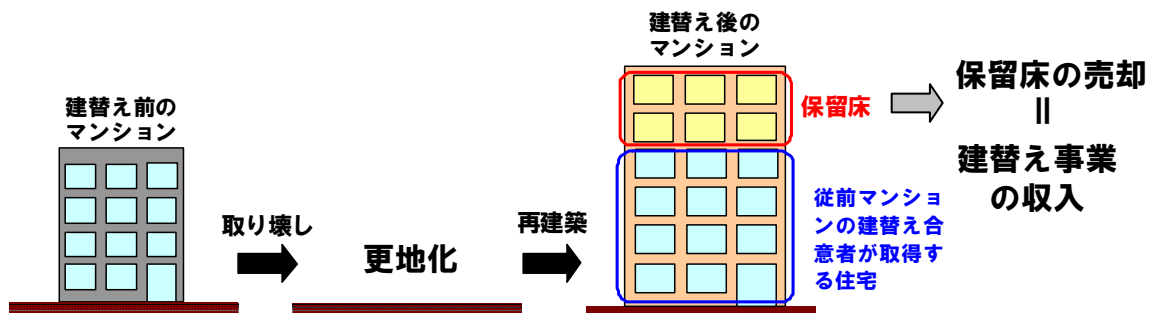 建替え前の
マンション
取り壊し
更地化
再建築
建替え後の
マンション
保留床
従前マンショ
ンの建替え合
意者が取得す
る住宅
保留床の売却
＝
建替え事業
の収入